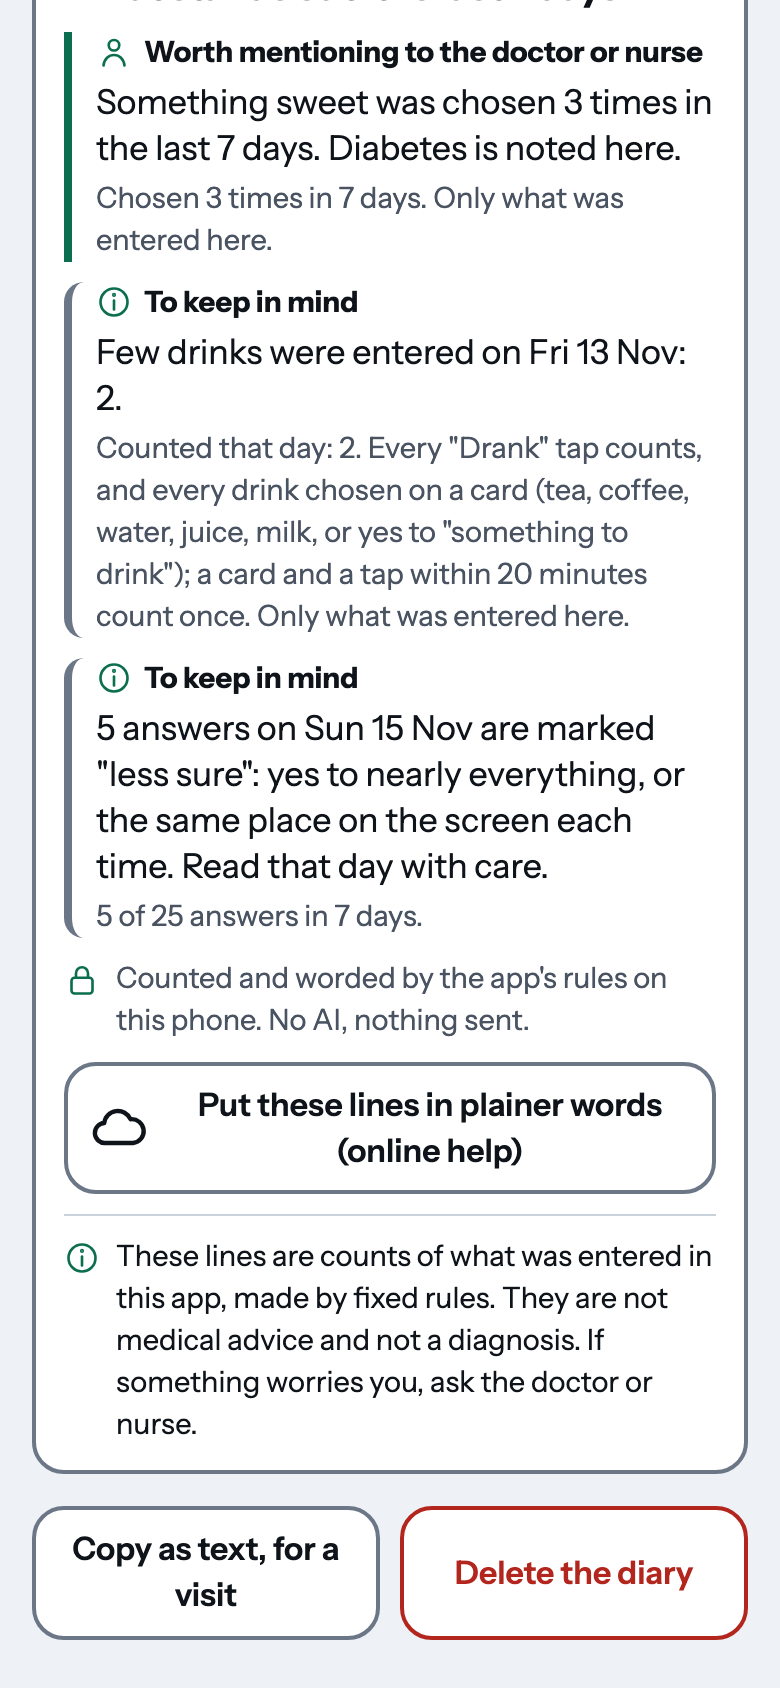 Worth mentioning to the doctor or nurse
Something sweet was chosen 3 times in
the last 7 days. Diabetes is noted here.
Chosen 3 times in 7 days. Only what was
entered here.
To keep in mind
Few drinks were entered on Fri 13 Nov:
2.
Counted that day: 2. Every "Drank" tap counts,
and every drink chosen on a card (tea, coffee,
water, juice, milk, or yes to "something to
drink"); a card and a tap within 20 minutes
count once. Only what was entered here.
To keep in mind
5 answers on Sun 15 Nov are marked
"less sure": yes to nearly everything, or
the same place on the screen each
time. Read that day with care.
5 of 25 answers in 7 days.
Counted and worded by the app's rules on
this phone. No AI, nothing sent.
Put these lines in plainer words
(online help)
These lines are counts of what was entered in
this app, made by fixed rules. They are not
medical advice and not a diagnosis. If
something worries you, ask the doctor or
nurse.
Copy as text, for a
visit
Delete the diary